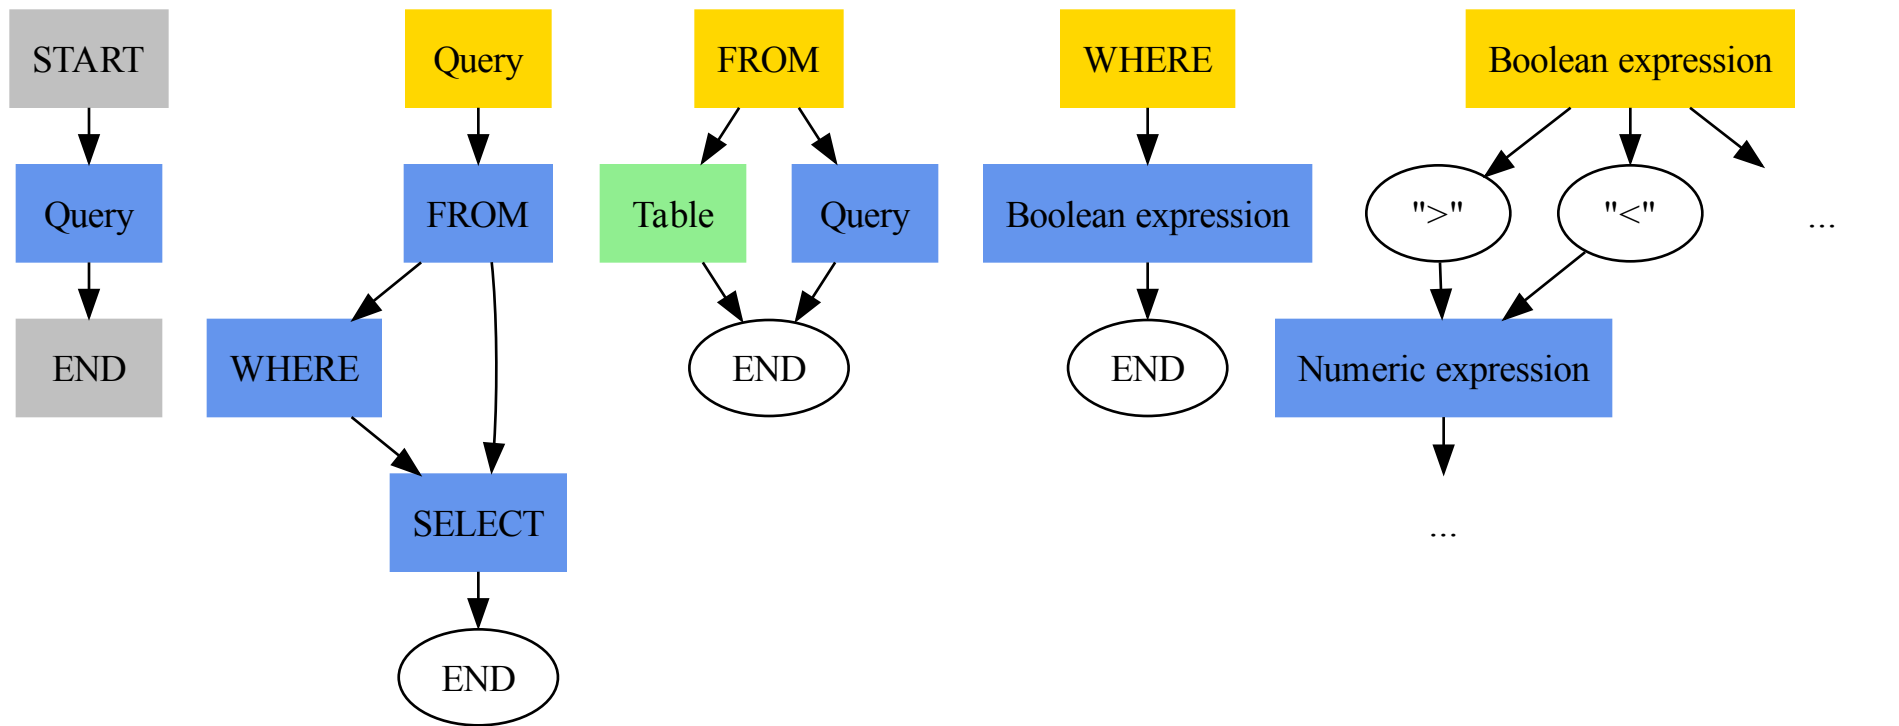 START
Query
FROM
WHERE
Boolean expression
Query
FROM
Table
Query
Boolean expression
">"
"<"
...
END
WHERE
END
END
Numeric expression
SELECT
...
END